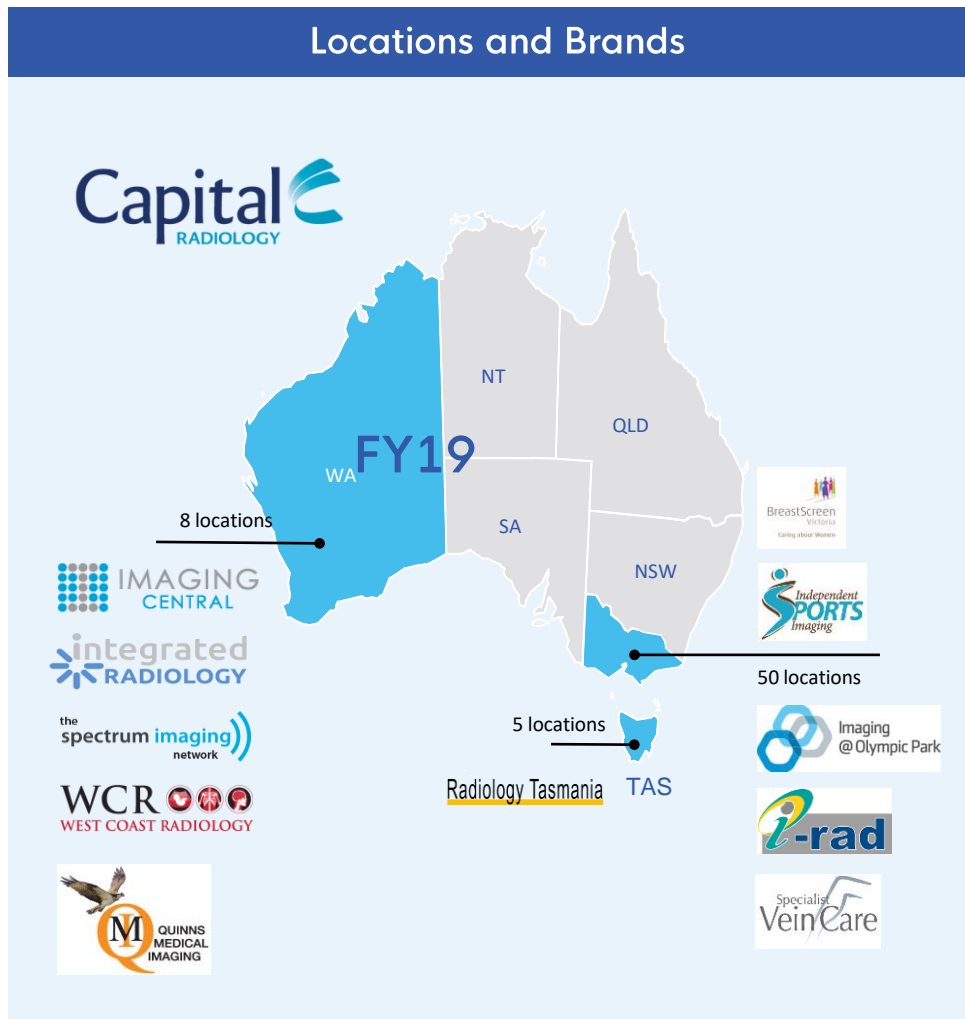 Locations and Brands
Capital
RADIOLOGY
NT
QLD
FY19
WA
SA
NSW
8 locations
IMAGING
CENTRAL
integrated
RADIOLOGY
the
spectrum imaging
network
WCR
WEST COAST RADIOLOGY
QMI
QUINNS
MEDICAL
IMAGING
BreastScreen
Victoria
Caring about Women
Independent
SPORTS
Imaging
50 locations
5 locations
Radiology Tasmania
TAS
Imaging
@Olympic Park
i-rad
Specialist
VeinCare